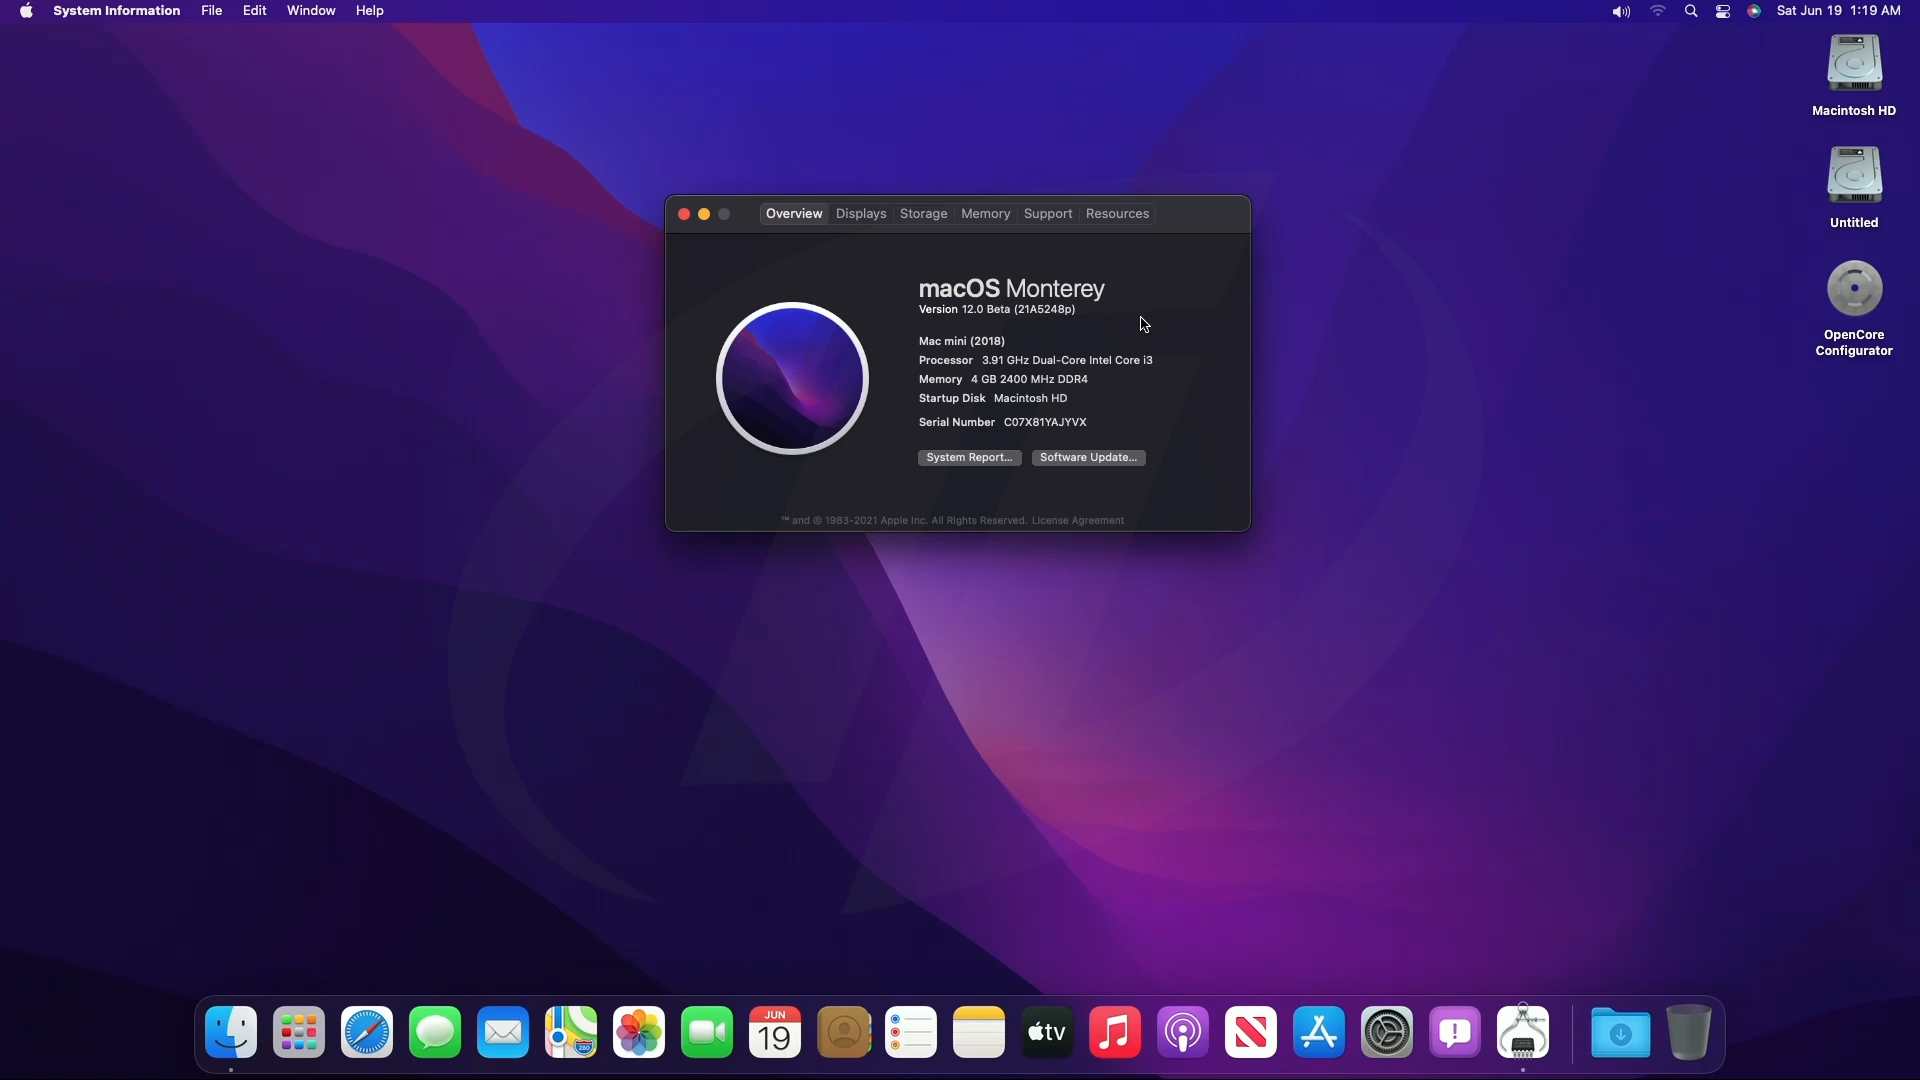 System Information File Edit Window Help
Sat Jun 19 1:19 AM
Macintosh HD
Untitled
OpenCore
Configurator
Overview Displays Storage Memory Support Resources
macOS Monterey
Version 12.0 Beta (21A5248p)
Mac mini (2018)
Processor 3.91 GHz Dual-Core Intel Core i3
Memory 4 GB 2400 MHz DDR4
Startup Disk Macintosh HD
Serial Number C07X81YAJYVX
System Report... Software Update...
™ and © 1983-2021 Apple Inc. All Rights Reserved. License Agreement
JUN
19
280
tv